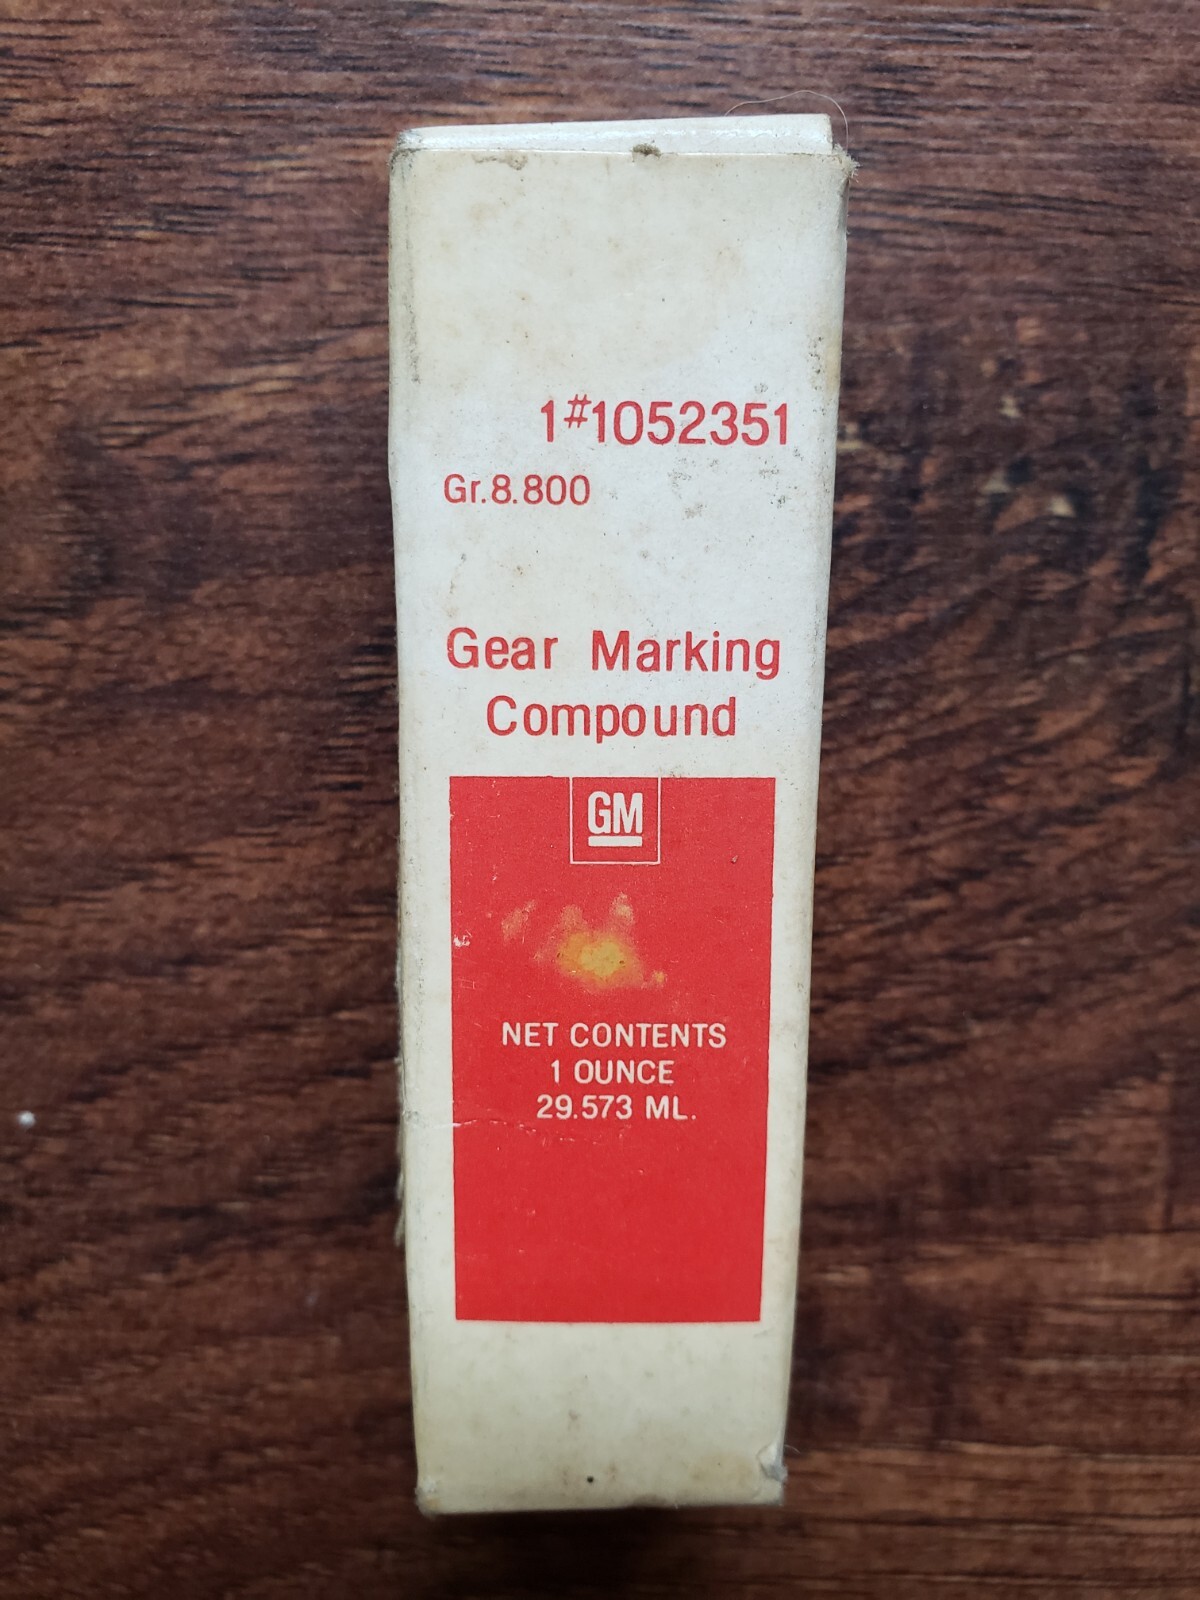 1#1052351
Gr.8.800
Gear Marking
Compound
GM
NET CONTENTS
1 OUNCE
29.573 ML.